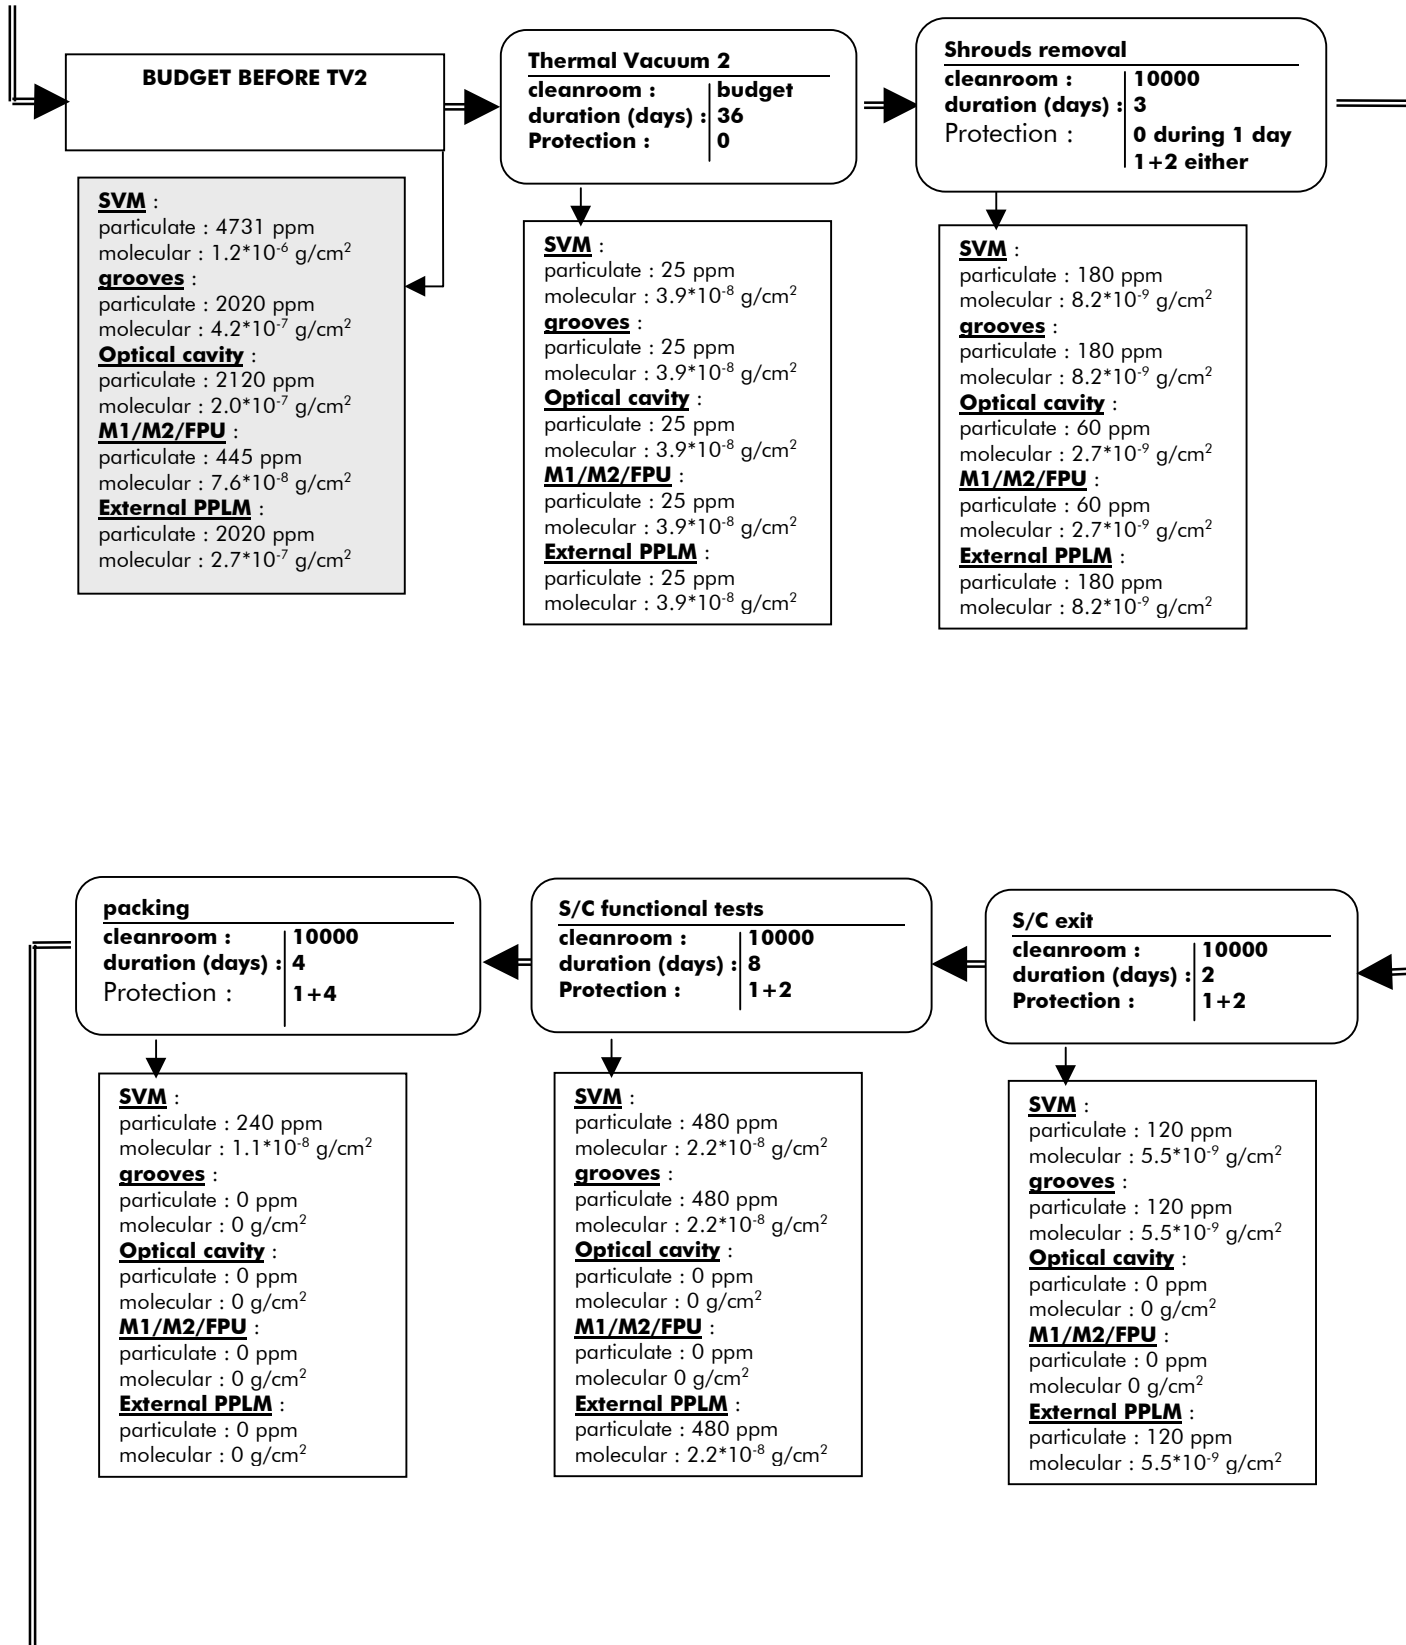 BUDGET BEFORE TV2
SVM :
particulate : 4731 ppm
molecular : 1.2*10⁻⁶ g/cm²
grooves :
particulate : 2020 ppm
molecular : 4.2*10⁻⁷ g/cm²
Optical cavity :
particulate : 2120 ppm
molecular : 2.0*10⁻⁷ g/cm²
M1/M2/FPU :
particulate : 445 ppm
molecular : 7.6*10⁻⁸ g/cm²
External PPLM :
particulate : 2020 ppm
molecular : 2.7*10⁻⁷ g/cm²
Thermal Vacuum 2
cleanroom : budget
duration (days) : 36
Protection : 0
SVM :
particulate : 25 ppm
molecular : 3.9*10⁻⁸ g/cm²
grooves :
particulate : 25 ppm
molecular : 3.9*10⁻⁸ g/cm²
Optical cavity :
particulate : 25 ppm
molecular : 3.9*10⁻⁸ g/cm²
M1/M2/FPU :
particulate : 25 ppm
molecular : 3.9*10⁻⁸ g/cm²
External PPLM :
particulate : 25 ppm
molecular : 3.9*10⁻⁸ g/cm²
Shrouds removal
cleanroom : 10000
duration (days) : 3
Protection : 0 during 1 day
1+2 either
SVM :
particulate : 180 ppm
molecular : 8.2*10⁻⁹ g/cm²
grooves :
particulate : 180 ppm
molecular : 8.2*10⁻⁹ g/cm²
Optical cavity :
particulate : 60 ppm
molecular : 2.7*10⁻⁹ g/cm²
M1/M2/FPU :
particulate : 60 ppm
molecular : 2.7*10⁻⁹ g/cm²
External PPLM :
particulate : 180 ppm
molecular : 8.2*10⁻⁹ g/cm²
packing
cleanroom : 10000
duration (days) : 4
Protection : 1+4
SVM :
particulate : 240 ppm
molecular : 1.1*10⁻⁸ g/cm²
grooves :
particulate : 0 ppm
molecular : 0 g/cm²
Optical cavity :
particulate : 0 ppm
molecular : 0 g/cm²
M1/M2/FPU :
particulate : 0 ppm
molecular : 0 g/cm²
External PPLM :
particulate : 0 ppm
molecular : 0 g/cm²
S/C functional tests
cleanroom : 10000
duration (days) : 8
Protection : 1+2
SVM :
particulate : 480 ppm
molecular : 2.2*10⁻⁸ g/cm²
grooves :
particulate : 480 ppm
molecular : 2.2*10⁻⁸ g/cm²
Optical cavity :
particulate : 0 ppm
molecular : 0 g/cm²
M1/M2/FPU :
particulate : 0 ppm
molecular 0 g/cm²
External PPLM :
particulate : 480 ppm
molecular : 2.2*10⁻⁸ g/cm²
S/C exit
cleanroom : 10000
duration (days) : 2
Protection : 1+2
SVM :
particulate : 120 ppm
molecular : 5.5*10⁻⁹ g/cm²
grooves :
particulate : 120 ppm
molecular : 5.5*10⁻⁹ g/cm²
Optical cavity :
particulate : 0 ppm
molecular : 0 g/cm²
M1/M2/FPU :
particulate : 0 ppm
molecular 0 g/cm²
External PPLM :
particulate : 120 ppm
molecular : 5.5*10⁻⁹ g/cm²